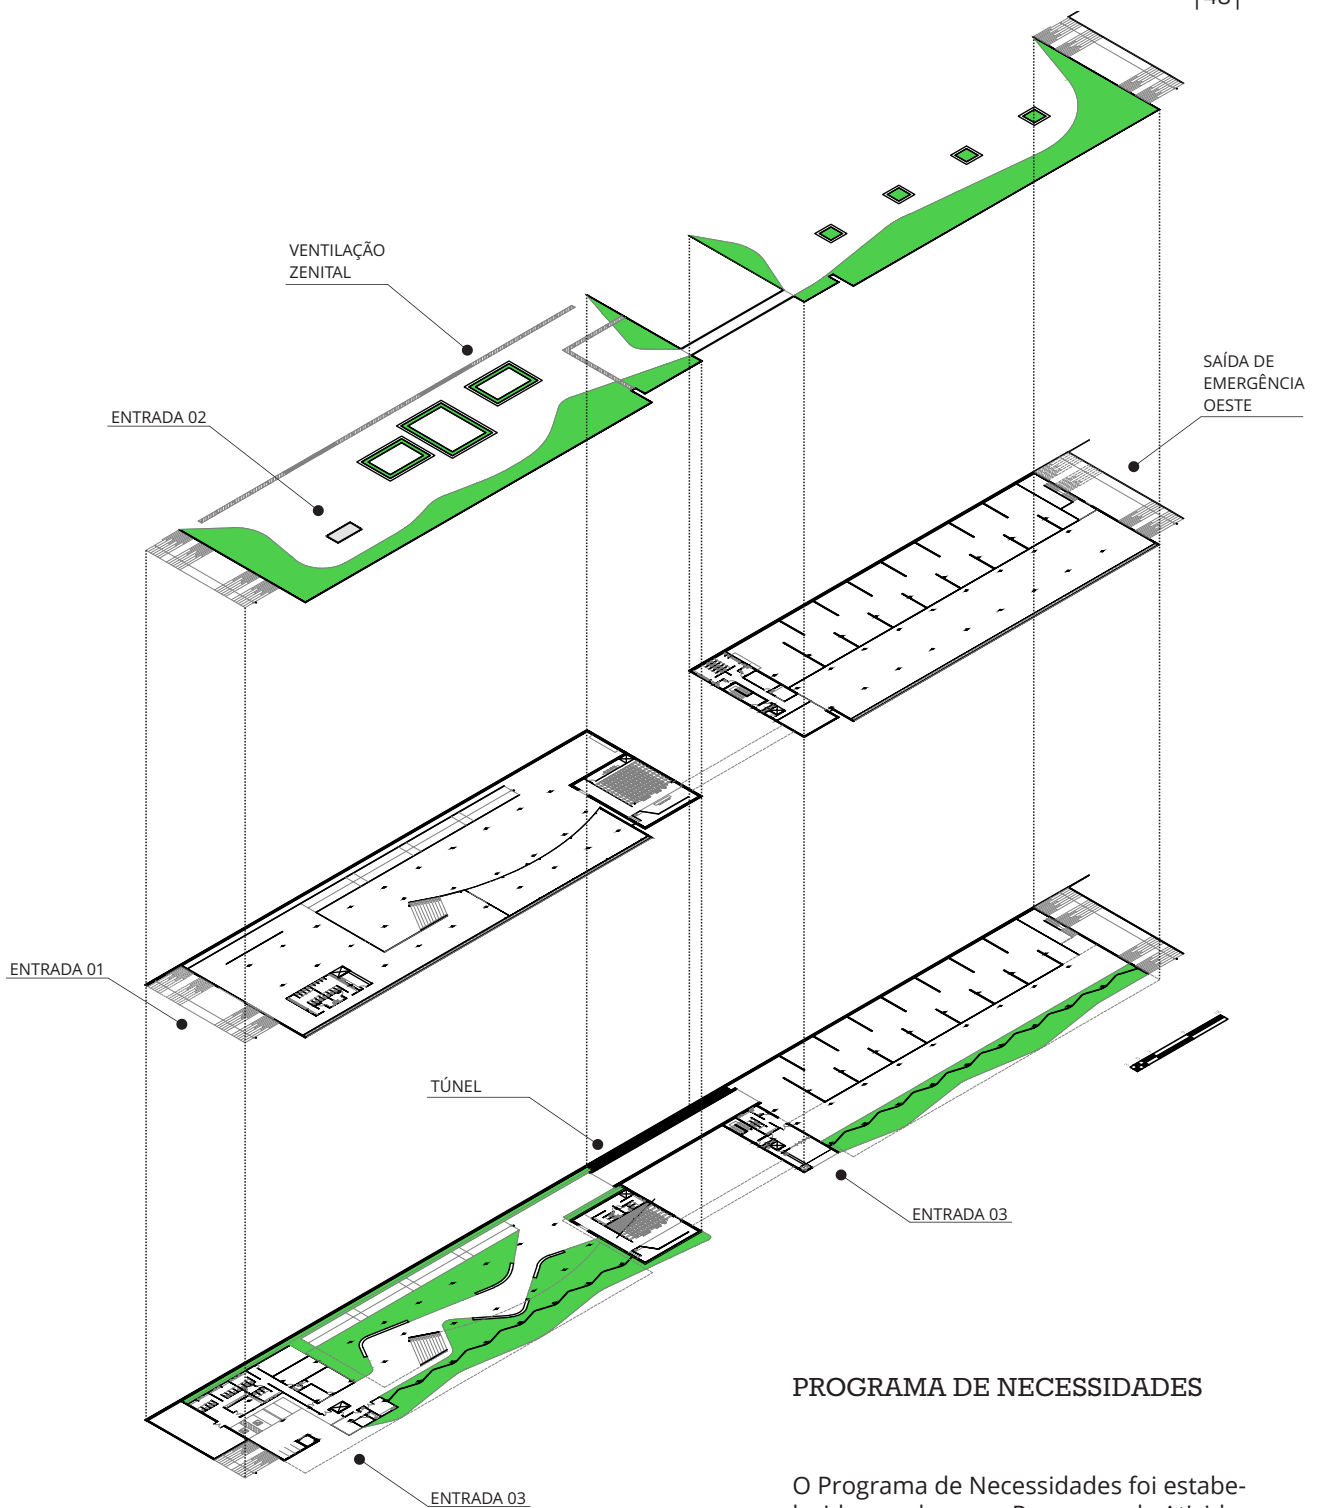 |48|
VENTILAÇÃO
ZENITAL
ENTRADA 02
SAÍDA DE
EMERGÊNCIA
OESTE
ENTRADA 01
TÚNEL
ENTRADA 03
ENTRADA 03
PROGRAMA DE NECESSIDADES
O Programa de Necessidades foi estabe-